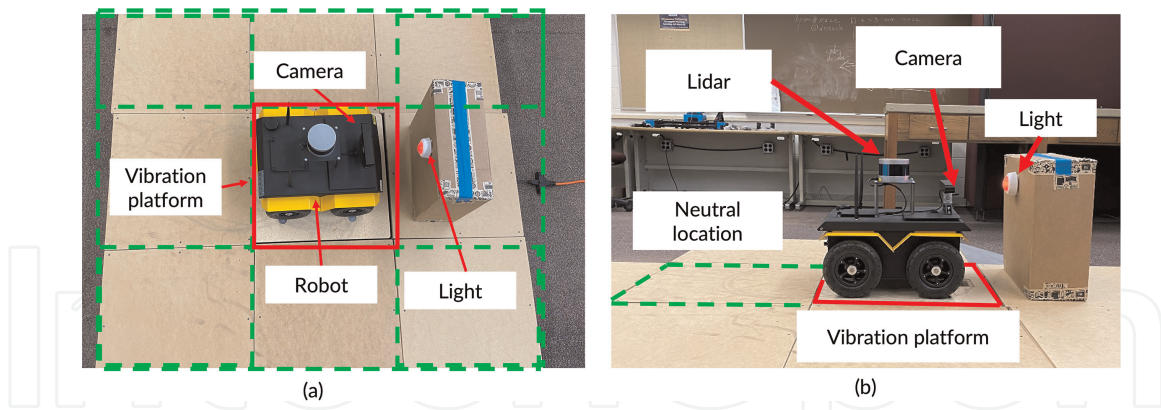 Camera
Vibration
platform
Robot
Light
(a)
Camera
Lidar
Light
Neutral
location
Vibration platform
(b)